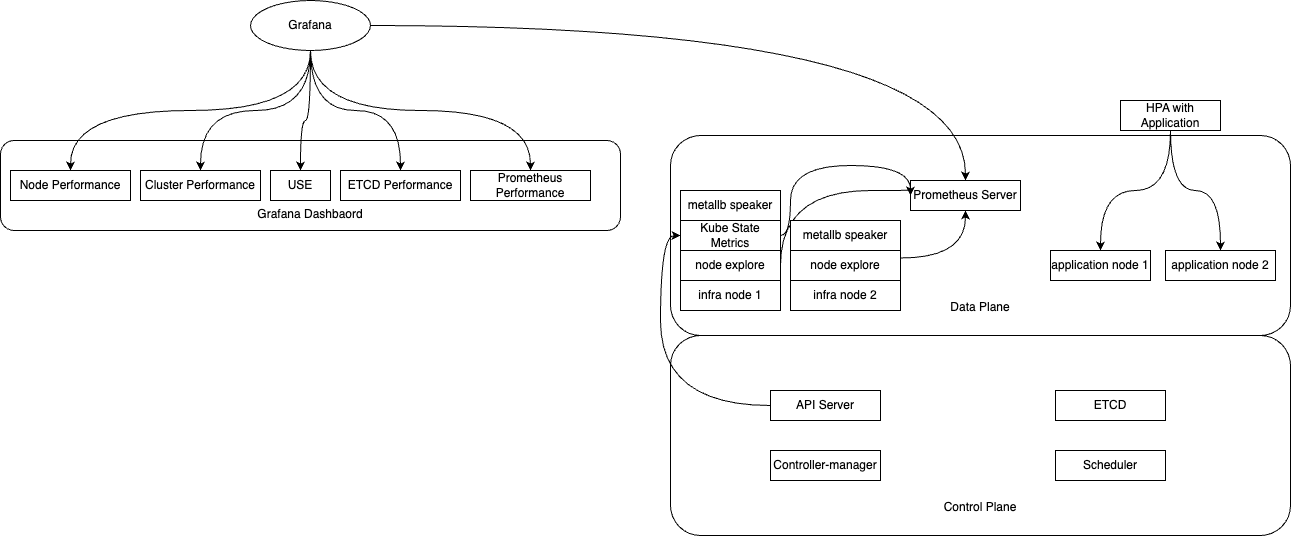 Grafana
HPA with
Application
Node Performance
Cluster Performance
USE
ETCD Performance
Prometheus
Performance
Grafana Dashbaord
Prometheus Server
metallb speaker
Kube State
Metrics
node explore
infra node 1
metallb speaker
node explore
infra node 2
application node 1
application node 2
Data Plane
API Server
ETCD
Controller-manager
Scheduler
Control Plane